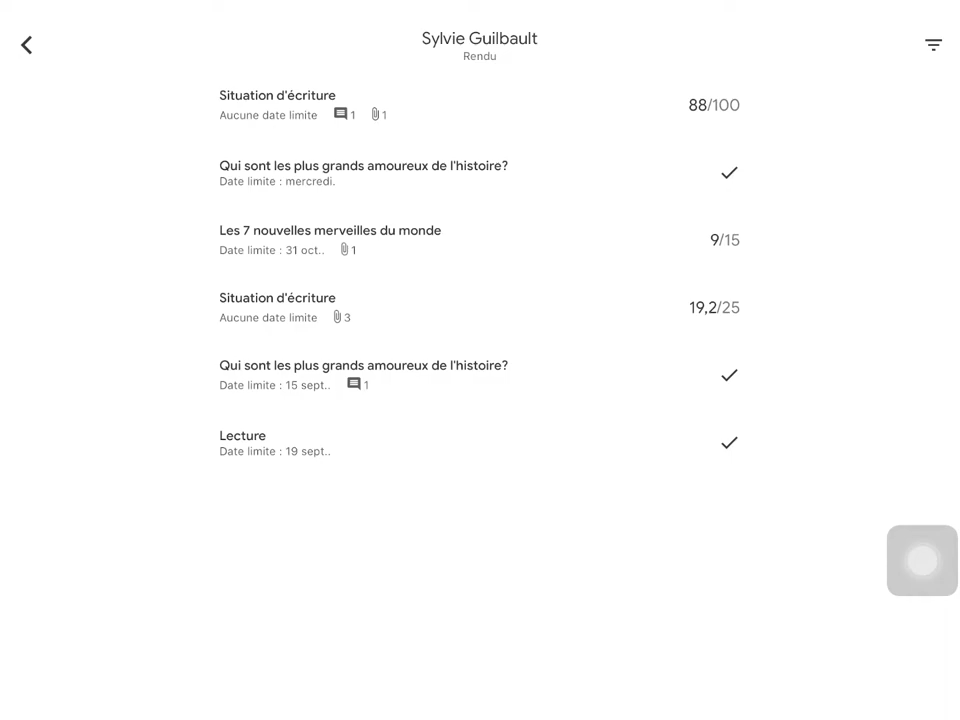 Sylvie Guilbault
Rendu
Situation d'écriture
Aucune date limite 1 1
88/100
Qui sont les plus grands amoureux de l'histoire?
Date limite : mercredi.
Les 7 nouvelles merveilles du monde
Date limite : 31 oct.. 1
9/15
Situation d'écriture
Aucune date limite 3
19,2/25
Qui sont les plus grands amoureux de l'histoire?
Date limite : 15 sept.. 1
Lecture
Date limite : 19 sept..